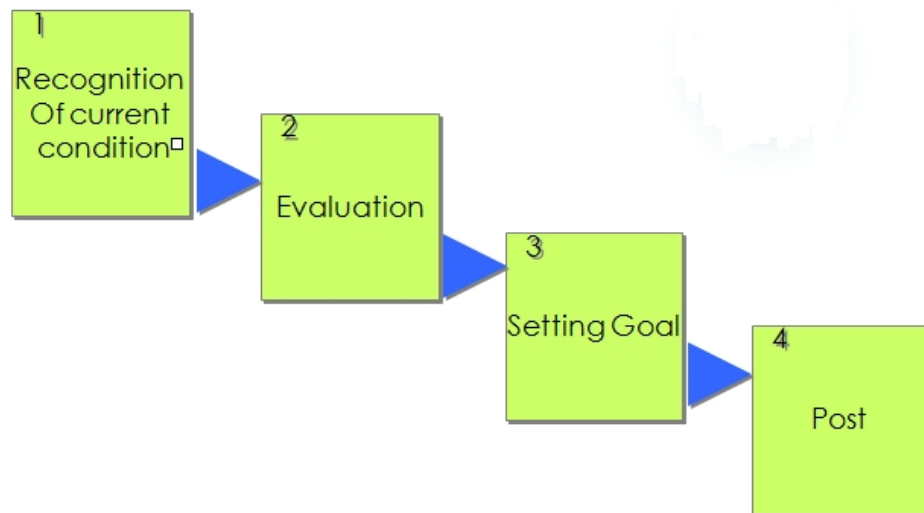 1
Recognition
Of current
condition
2
Evaluation
3
Setting Goal
4
Post